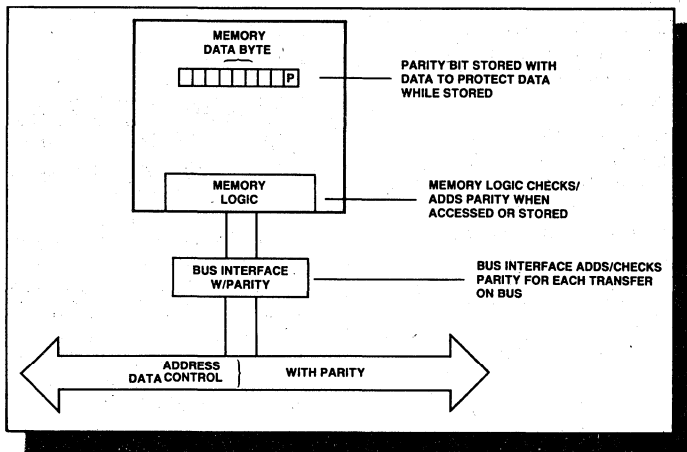 MEMORY
DATA BYTE
P
PARITY BIT STORED WITH
DATA TO PROTECT DATA
WHILE STORED
MEMORY
LOGIC
MEMORY LOGIC CHECKS/
ADDS PARITY WHEN
ACCESSED OR STORED
BUS INTERFACE
W/PARITY
BUS INTERFACE ADDS/CHECKS
PARITY FOR EACH TRANSFER
ON BUS
ADDRESS
DATA CONTROL
WITH PARITY